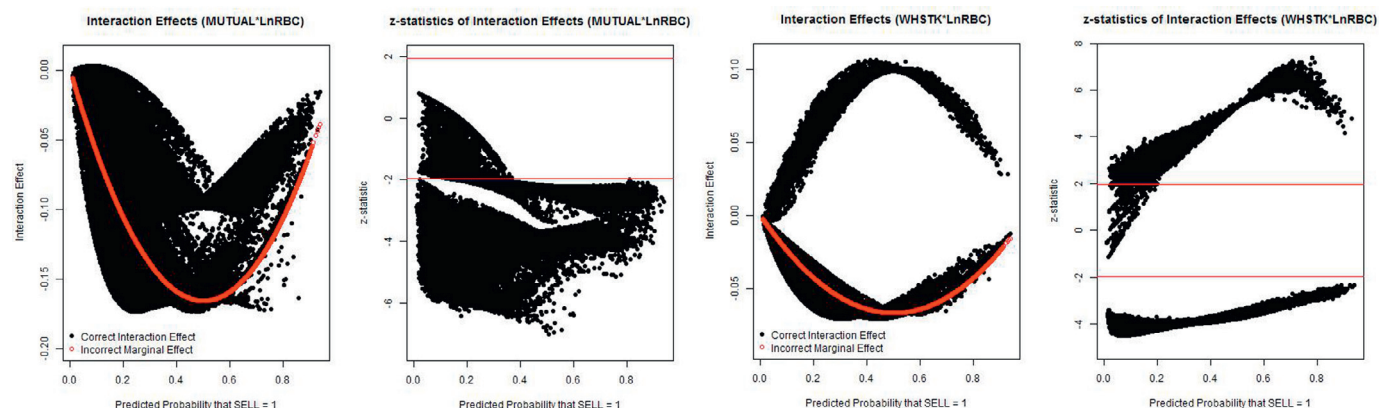 Interaction Effects (MUTUAL*LnRBC)
Interaction Effect
0.00
-0.05
-0.10
-0.15
-0.20
● Correct Interaction Effect
○ Incorrect Marginal Effect
0.0 0.2 0.4 0.6 0.8
Predicted Probability that SELL = 1
z-statistics of Interaction Effects (MUTUAL*LnRBC)
z-statistic
2
0
-2
-4
-6
0.0 0.2 0.4 0.6 0.8
Predicted Probability that SELL = 1
Interaction Effects (WHSTK*LnRBC)
Interaction Effect
0.10
0.05
0.00
-0.05
● Correct Interaction Effect
○ Incorrect Marginal Effect
0.0 0.2 0.4 0.6 0.8
Predicted Probability that SELL = 1
z-statistics of Interaction Effects (WHSTK*LnRBC)
z-statistic
8
6
4
2
0
-2
-4
0.0 0.2 0.4 0.6 0.8
Predicted Probability that SELL = 1